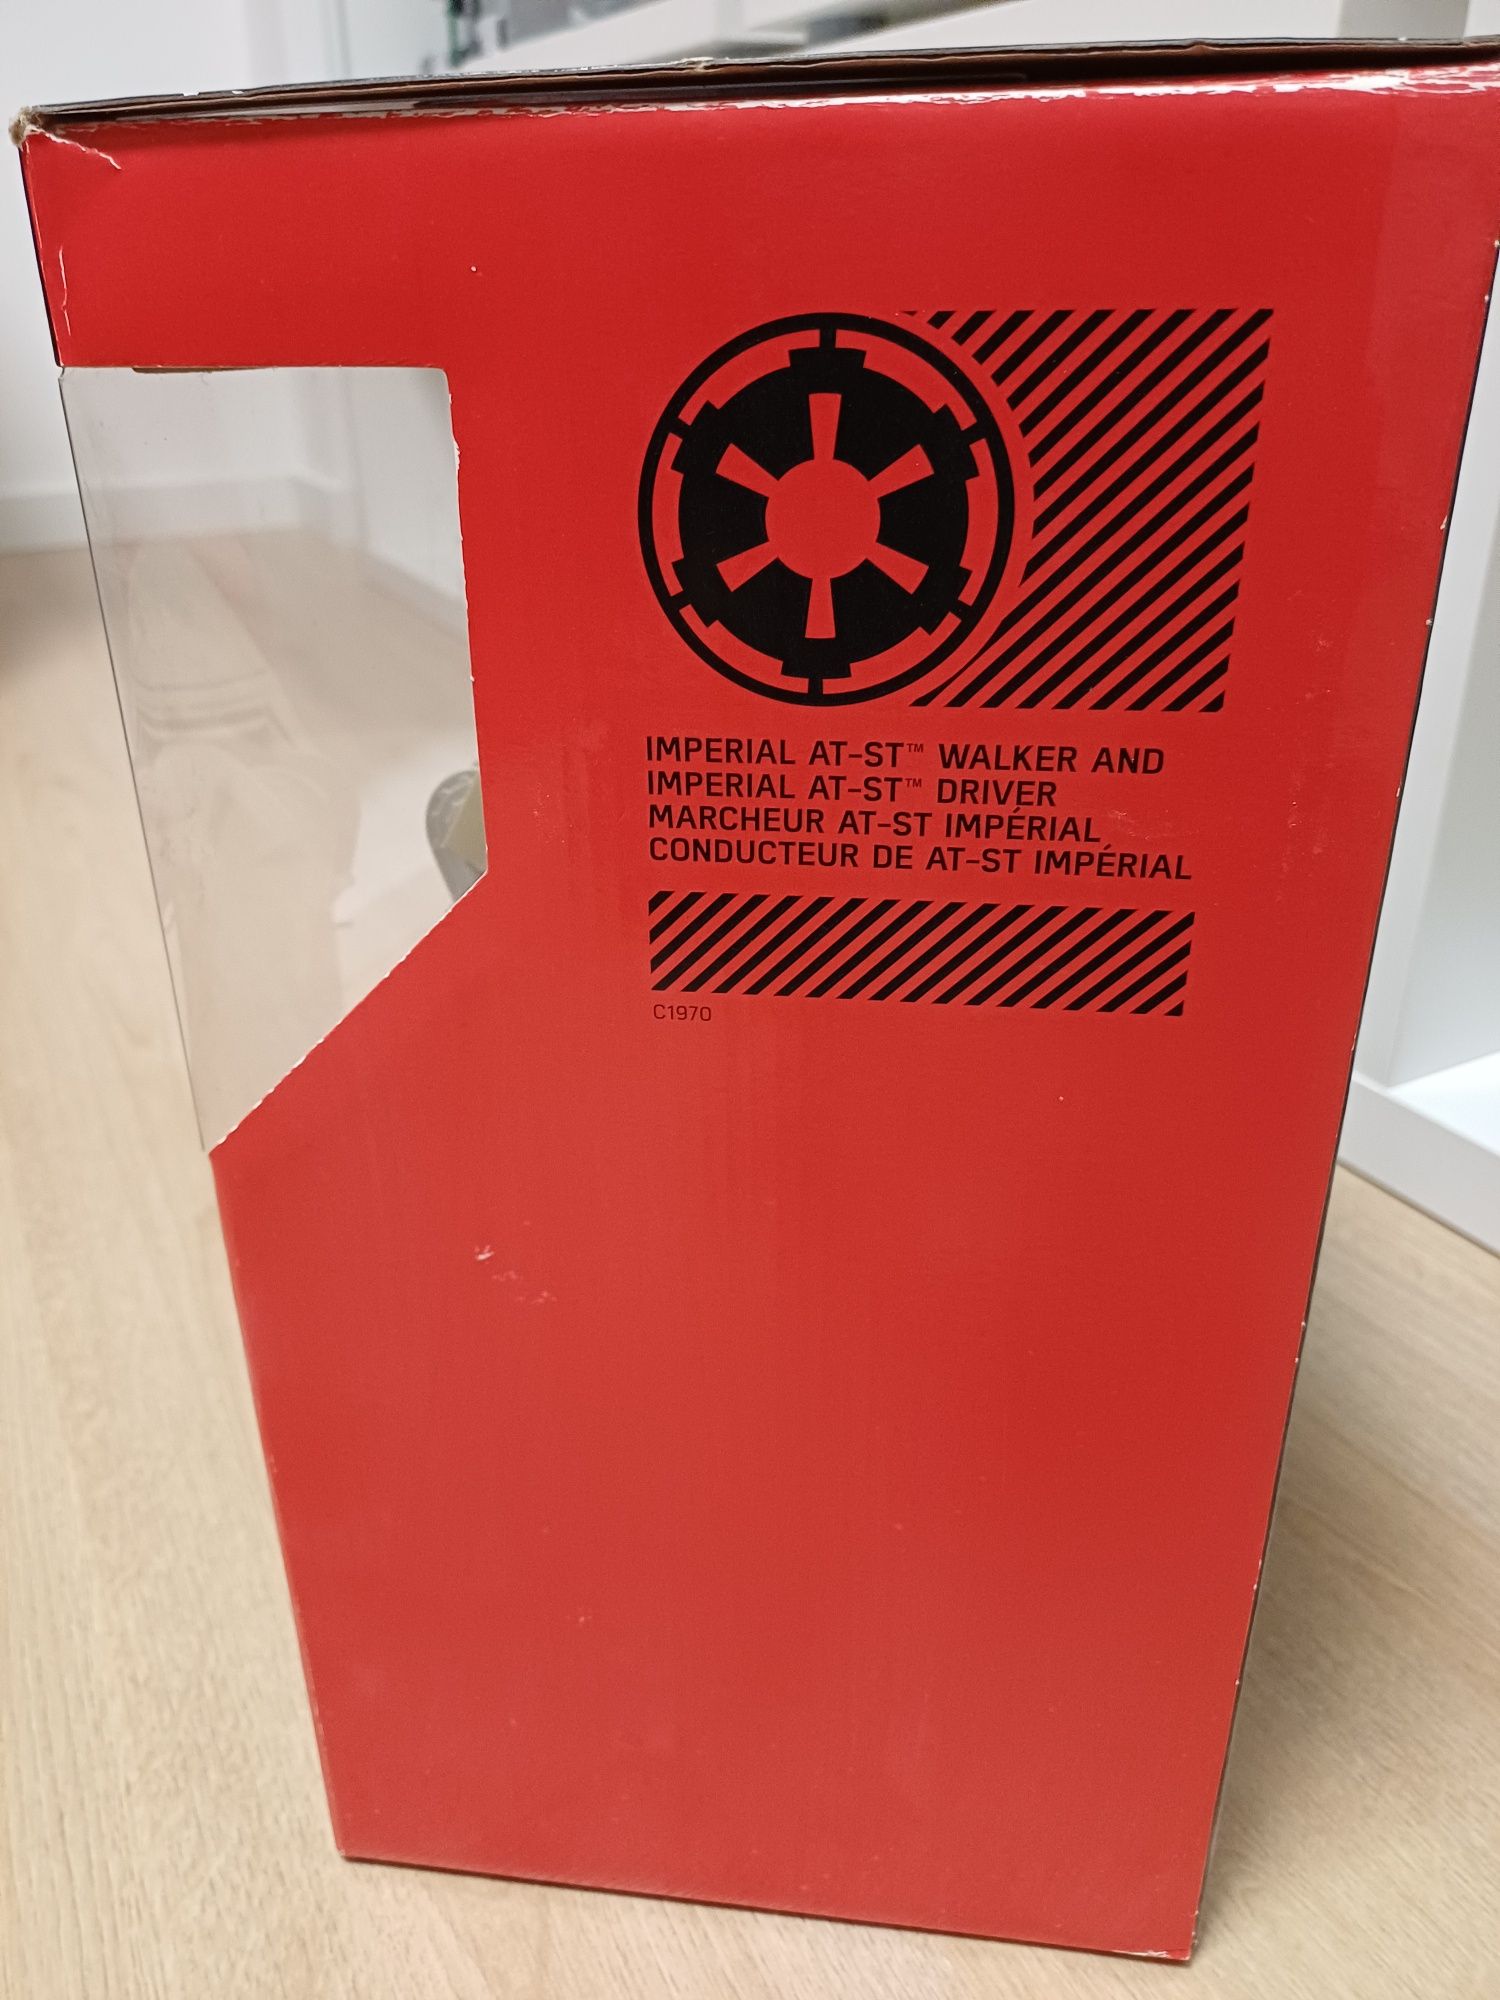 IMPERIAL AT-ST™ WALKER AND
IMPERIAL AT-ST™ DRIVER
MARCHEUR AT-ST IMPÉRIAL
CONDUCTEUR DE AT-ST IMPÉRIAL
C1970